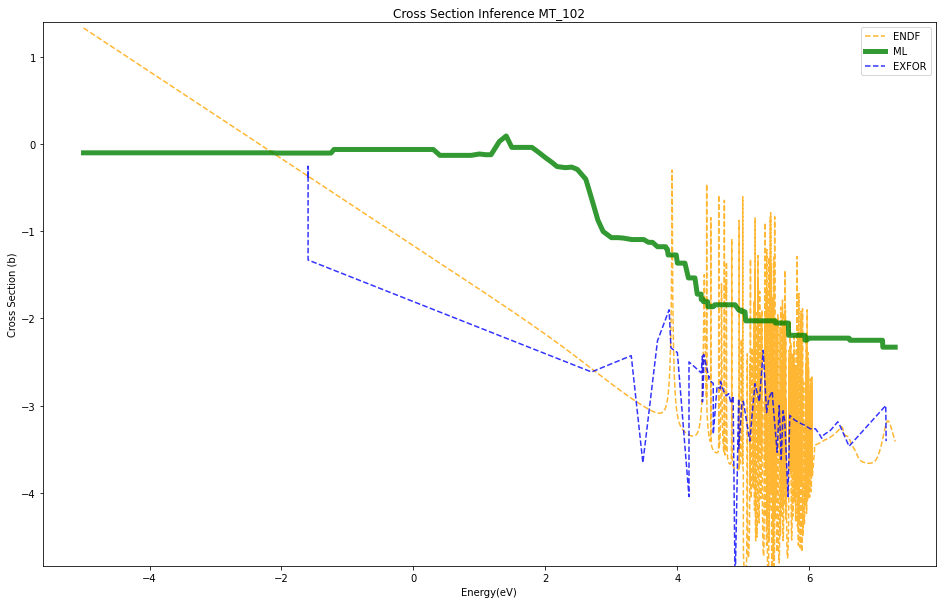 Cross Section Inference MT_102
ENDF
ML
EXFOR
Cross Section (b)
1
0
−1
−2
−3
−4
−4
−2
0
2
4
6
Energy(eV)